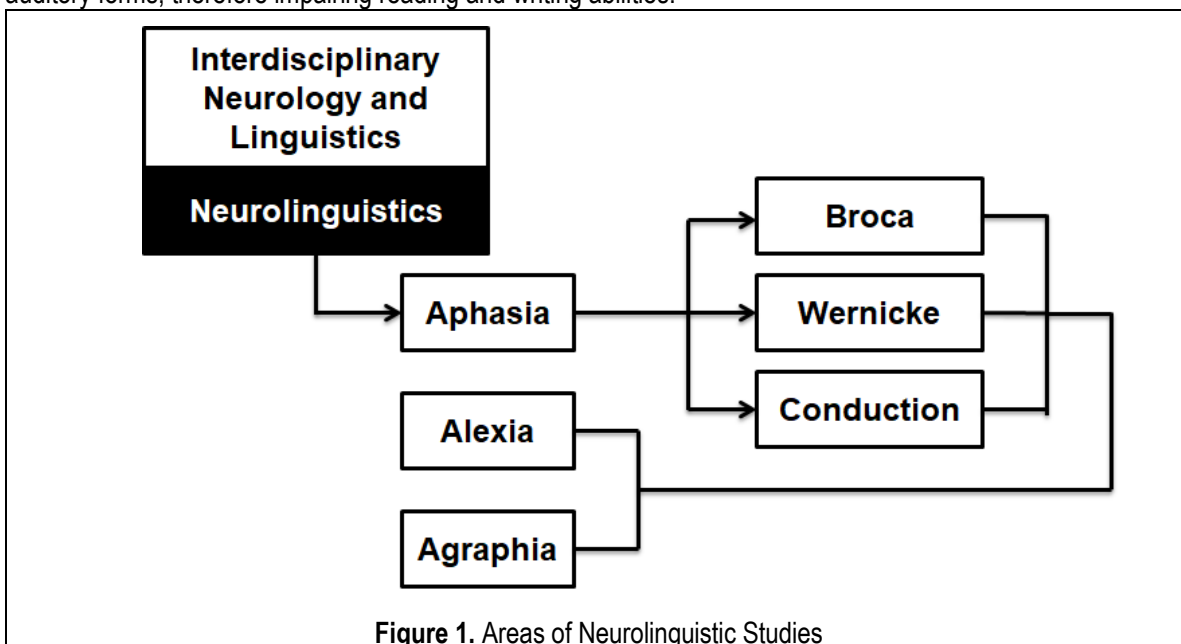 auditory forms, therefore impairing reading and writing abilities.
Interdisciplinary
Neurology and
Linguistics
Neurolinguistics
Broca
Aphasia
Wernicke
Conduction
Alexia
Agraphia
Figure 1. Areas of Neurolinguistic Studies